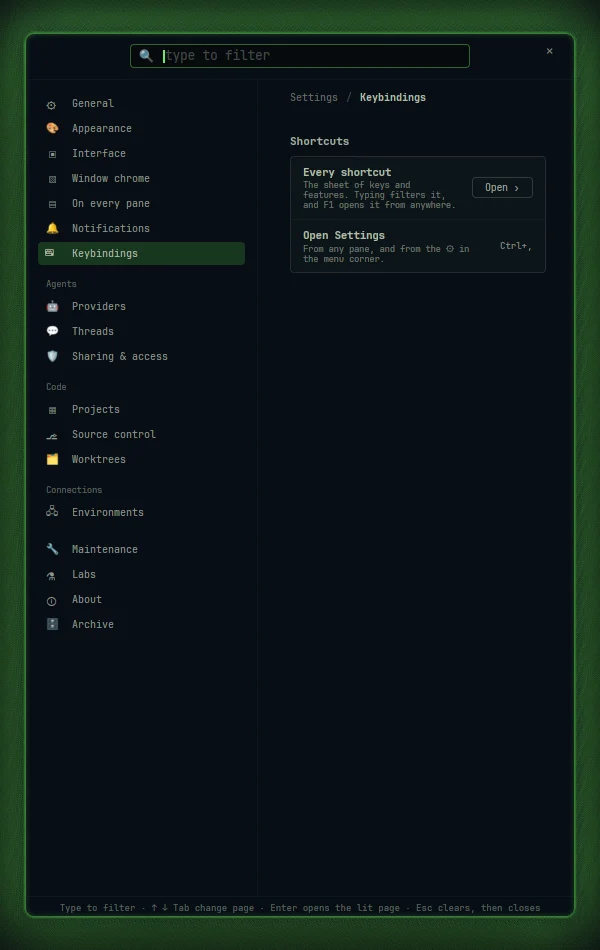 type to filter
×
General
Appearance
Interface
Window chrome
On every pane
Notifications
Keybindings
Agents
Providers
Threads
Sharing & access
Code
Projects
Source control
Worktrees
Connections
Environments
Maintenance
Labs
About
Archive
Settings / Keybindings
Shortcuts
Every shortcut
The sheet of keys and
features. Typing filters it,
and F1 opens it from anywhere.
Open ›
Open Settings
From any pane, and from the ⚙ in
the menu corner.
Ctrl+,
Type to filter · ↑ ↓ Tab change page · Enter opens the lit page · Esc clears, then closes